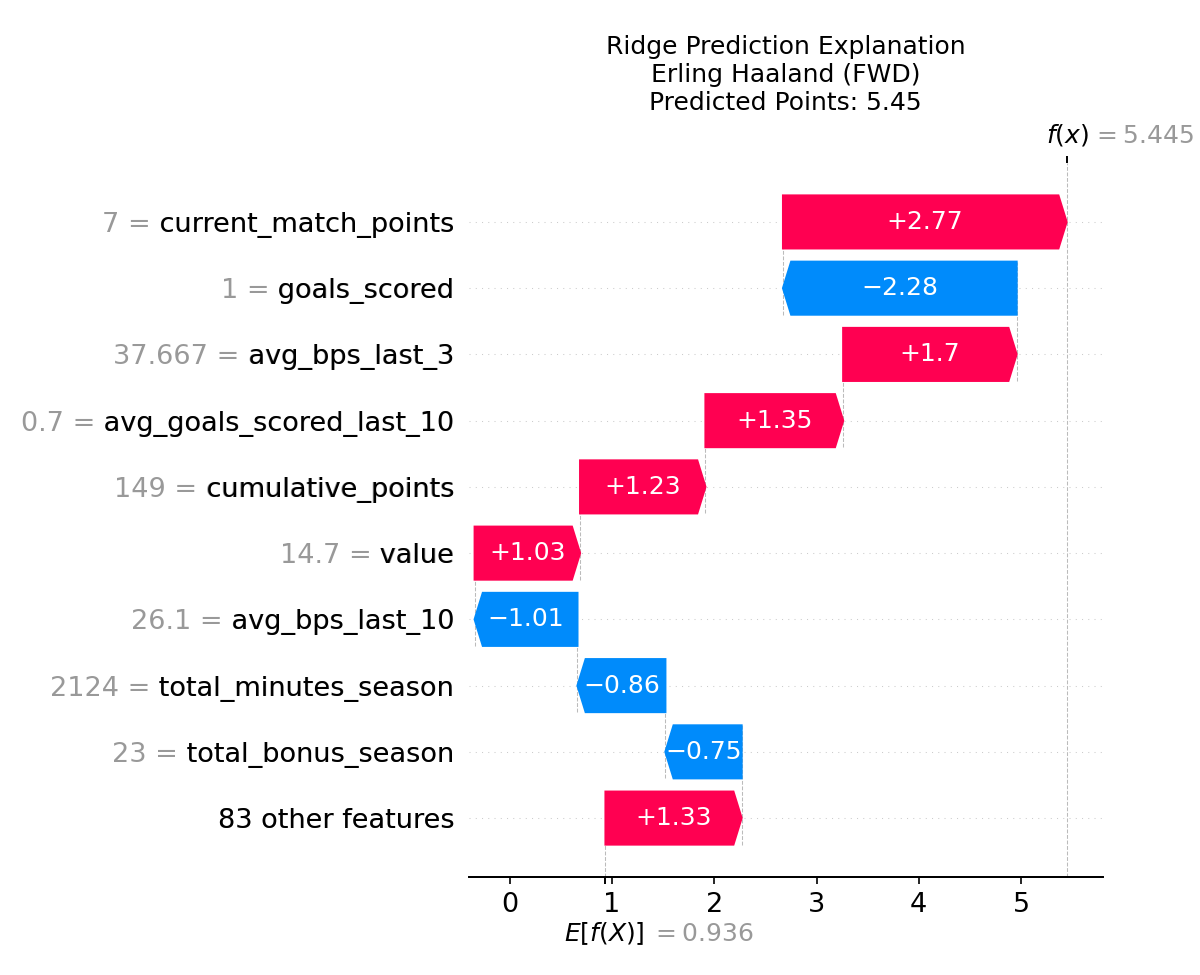 Ridge Prediction Explanation
Erling Haaland (FWD)
Predicted Points: 5.45
f(x) = 5.445
7 = current_match_points
+2.77
1 = goals_scored
−2.28
37.667 = avg_bps_last_3
+1.7
0.7 = avg_goals_scored_last_10
+1.35
149 = cumulative_points
+1.23
14.7 = value
+1.03
26.1 = avg_bps_last_10
−1.01
2124 = total_minutes_season
−0.86
23 = total_bonus_season
−0.75
83 other features
+1.33
0 1 2 3 4 5
E[f(X)] = 0.936